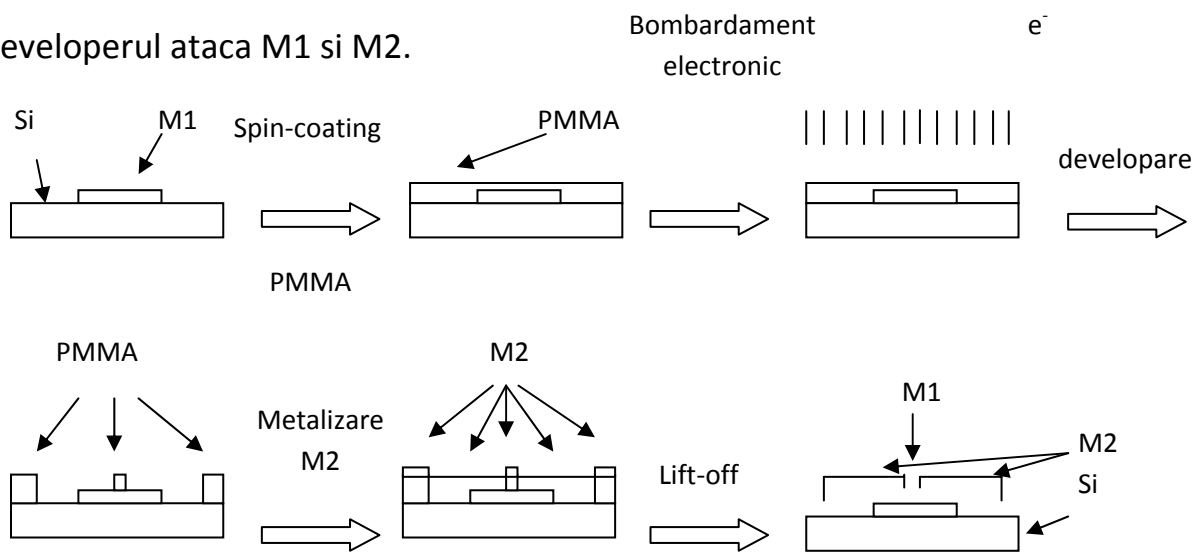 eveloperul ataca M1 si M2.
Bombardament
electronic
e-
Si
M1
Spin-coating
PMMA
PMMA
developare
PMMA
Metalizare
M2
M2
Lift-off
M1
M2
Si